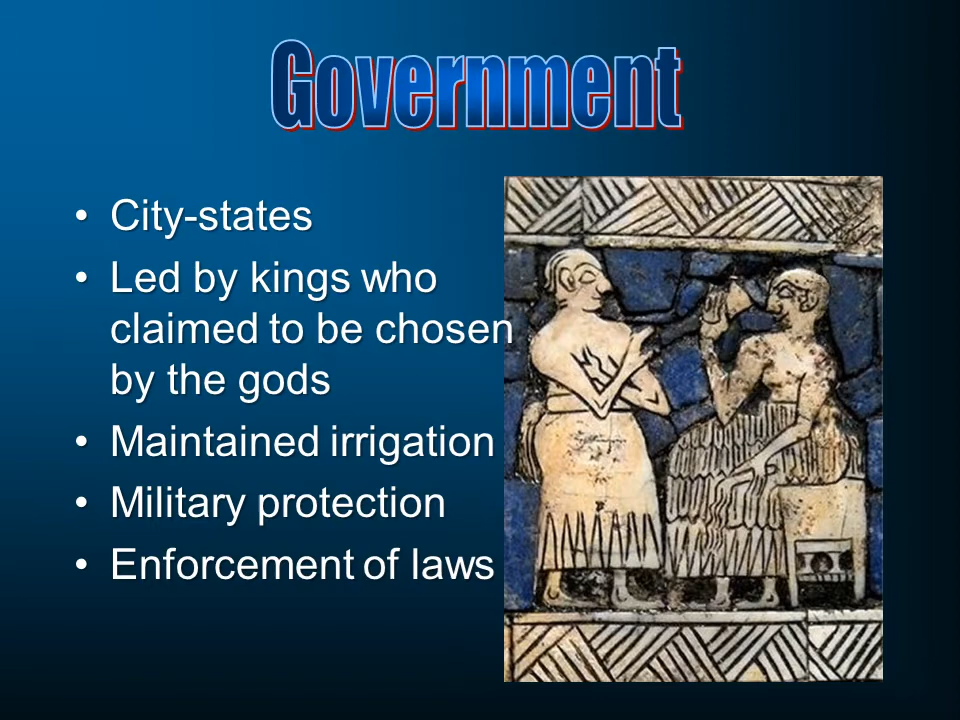 Government
• City-states
• Led by kings who
claimed to be chosen
by the gods
• Maintained irrigation
• Military protection
• Enforcement of laws